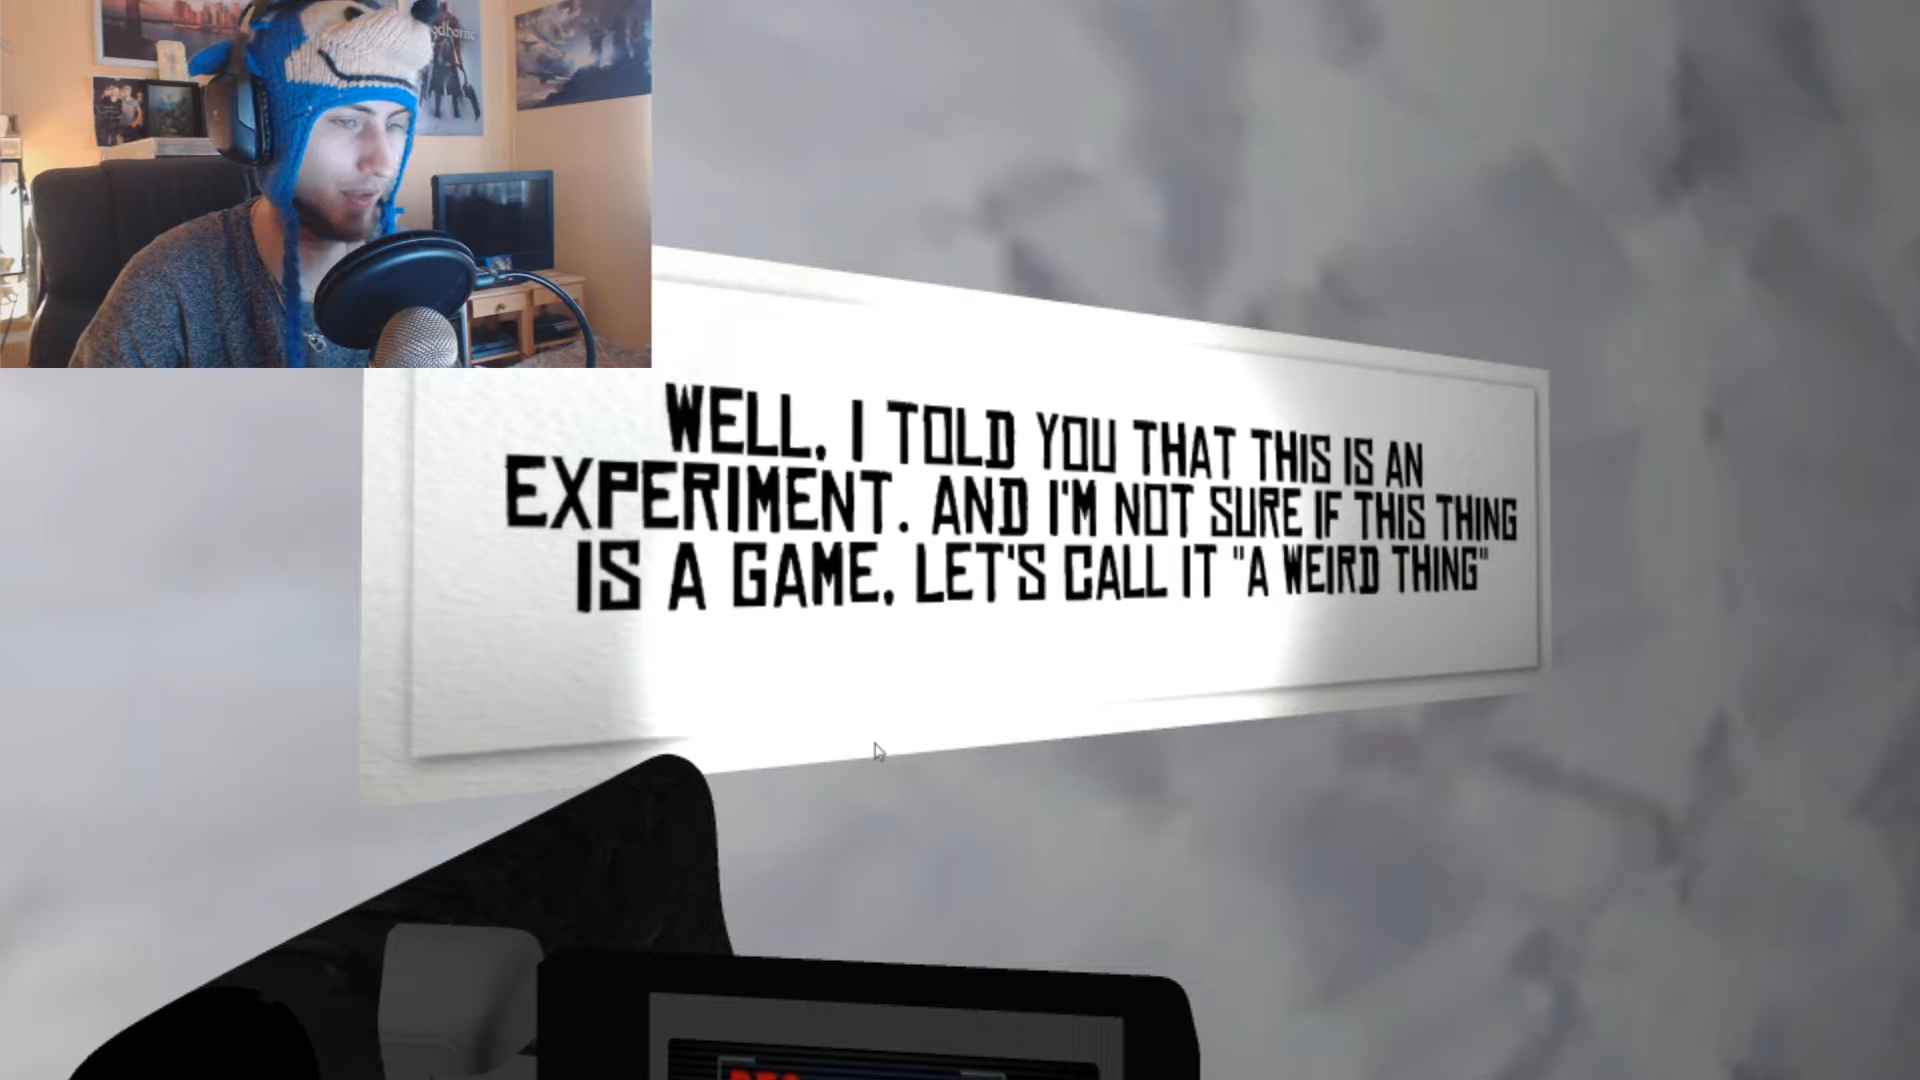 odborne
WELL, I TOLD YOU THAT THIS IS AN
EXPERIMENT. AND I'M NOT SURE IF THIS THING
IS A GAME. LET'S CALL IT "A WEIRD THING"